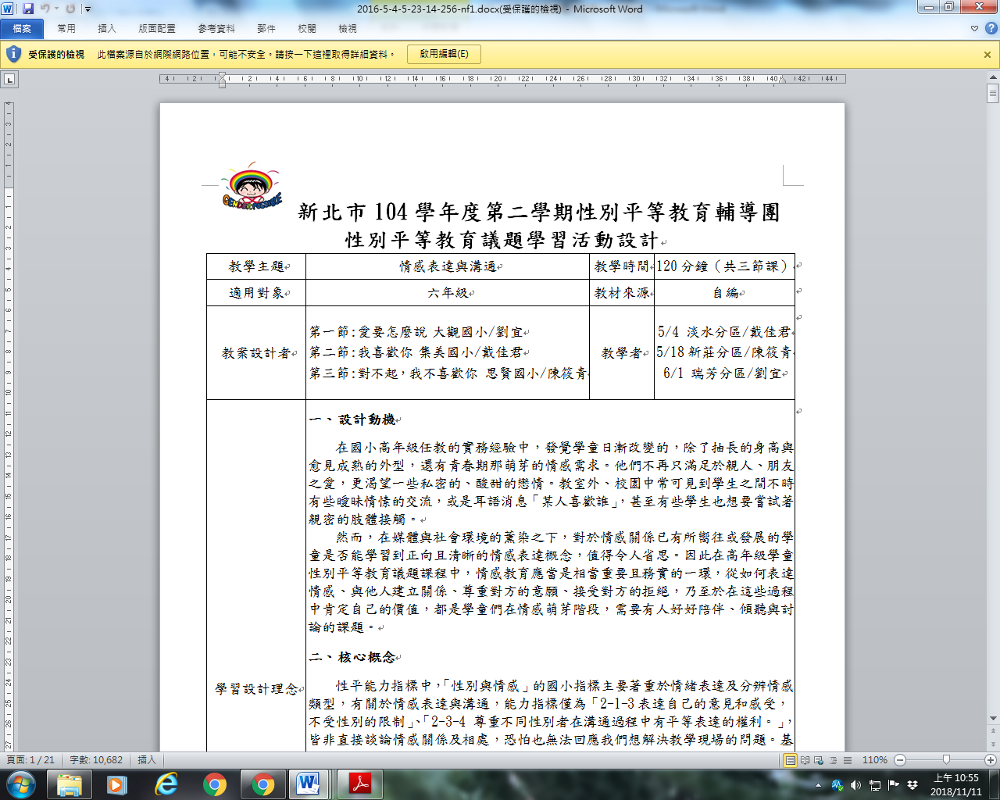 2016-5-4-5-23-14-256-nf1.docx(受保護的檢視) - Microsoft Word
檔案 常用 插入 版面配置 參考資料 郵件 校閱 檢視
受保護的檢視 此檔案源自於網際網路位置，可能不安全。請按一下這裡取得詳細資料。 啟用編輯(E)
GENDER POSSIBLE
新北市 104 學年度第二學期性別平等教育輔導團
性別平等教育議題學習活動設計
教學主題 情感表達與溝通 教學時間 120 分鐘（共三節課）
適用對象 六年級 教材來源 自編
教案設計者
第一節:愛要怎麼說 大觀國小/劉宜
第二節:我喜歡你 集美國小/戴佳君
第三節:對不起，我不喜歡你 思賢國小/陳筱青
教學者
5/4 淡水分區/戴佳君
5/18 新莊分區/陳筱青
6/1 瑞芳分區/劉宜
學習設計理念
一、設計動機
在國小高年級任教的實務經驗中，發覺學童日漸改變的，除了抽長的身高與
愈見成熟的外型，還有青春期那萌芽的情感需求。他們不再只滿足於親人、朋友
之愛，更渴望一些私密的、酸甜的戀情。教室外、校園中常可見到學生之間不時
有些曖昧情愫的交流，或是耳語消息「某人喜歡誰」，甚至有些學生也想要嘗試著
親密的肢體接觸。
然而，在媒體與社會環境的薰染之下，對於情感關係已有所嚮往或發展的學
童是否能學習到正向且清晰的情感表達概念，值得令人省思。因此在高年級學童
性別平等教育議題課程中，情感教育應當是相當重要且務實的一環，從如何表達
情感、與他人建立關係、尊重對方的意願、接受對方的拒絕，乃至於在這些過程
中肯定自己的價值，都是學童們在情感萌芽階段，需要有人好好陪伴、傾聽與討
論的課題。
二、核心概念
性平能力指標中，「性別與情感」的國小指標主要著重於情緒表達及分辨情感
類型，有關於情感表達與溝通，能力指標僅為「2-1-3 表達自己的意見和感受，
不受性別的限制」、「2-3-4 尊重不同性別者在溝通過程中有平等表達的權利。」，
皆非直接談論情感關係及相處，恐怕也無法回應我們想解決教學現場的問題。基
頁面: 1 / 21 字數: 10,682 插入 110%
上午 10:55
2018/11/11